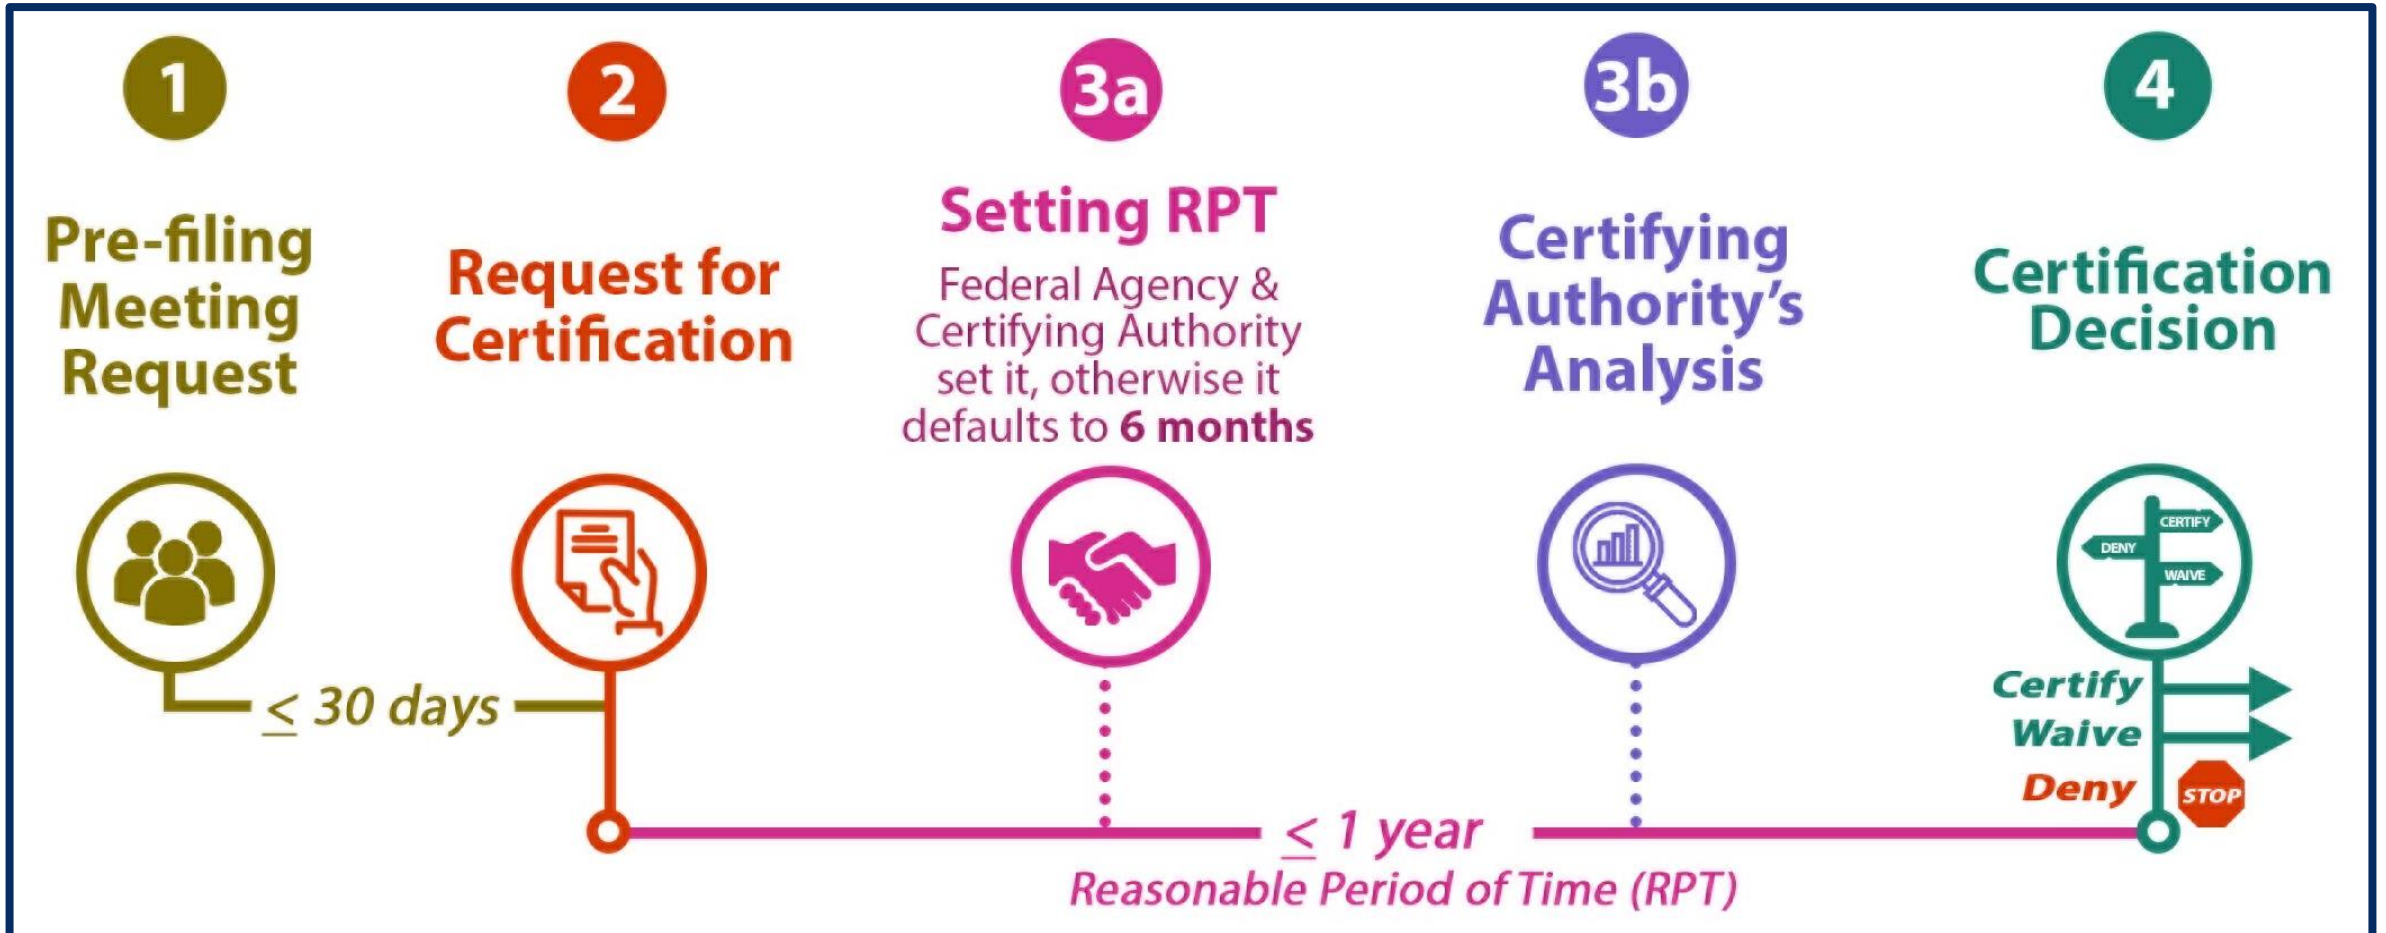 1
Pre-filing
Meeting
Request
≤ 30 days
2
Request for
Certification
3a
Setting RPT
Federal Agency &
Certifying Authority
set it, otherwise it
defaults to 6 months
3b
Certifying
Authority's
Analysis
≤ 1 year
Reasonable Period of Time (RPT)
4
Certification
Decision
CERTIFY
DENY
WAIVE
Certify
Waive
Deny
STOP